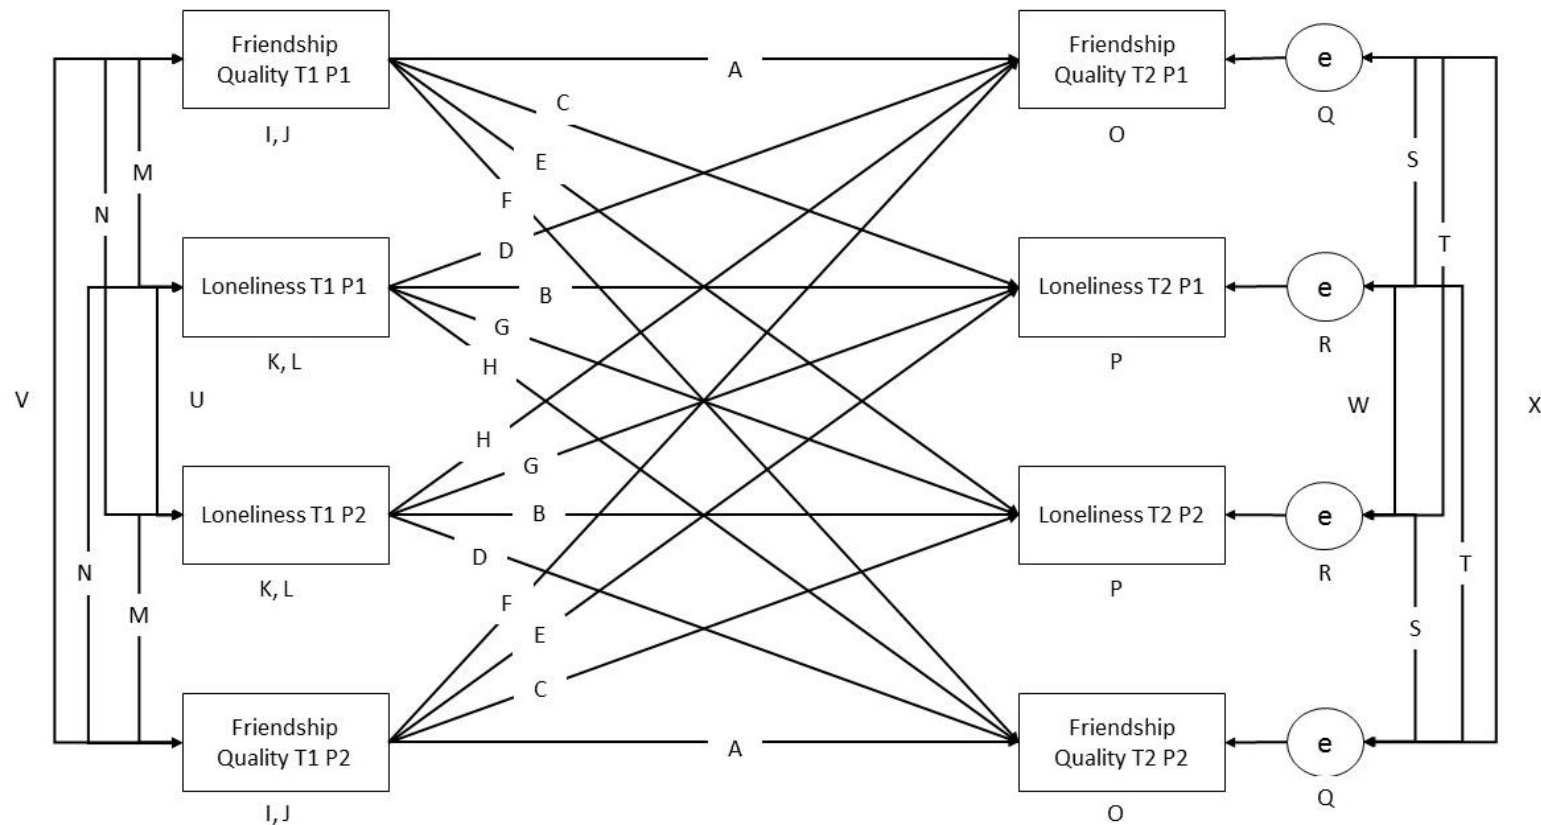 Friendship
Quality T1 P1
I, J
Friendship
Quality T2 P1
O
e
Q
A
C
E
F
M
N
S
T
D
Loneliness T1 P1
K, L
B
G
H
Loneliness T2 P1
P
e
R
V
U
W
X
H
G
Loneliness T1 P2
K, L
B
D
Loneliness T2 P2
P
e
R
N
M
F
E
C
T
S
Friendship
Quality T1 P2
I, J
A
Friendship
Quality T2 P2
O
e
Q